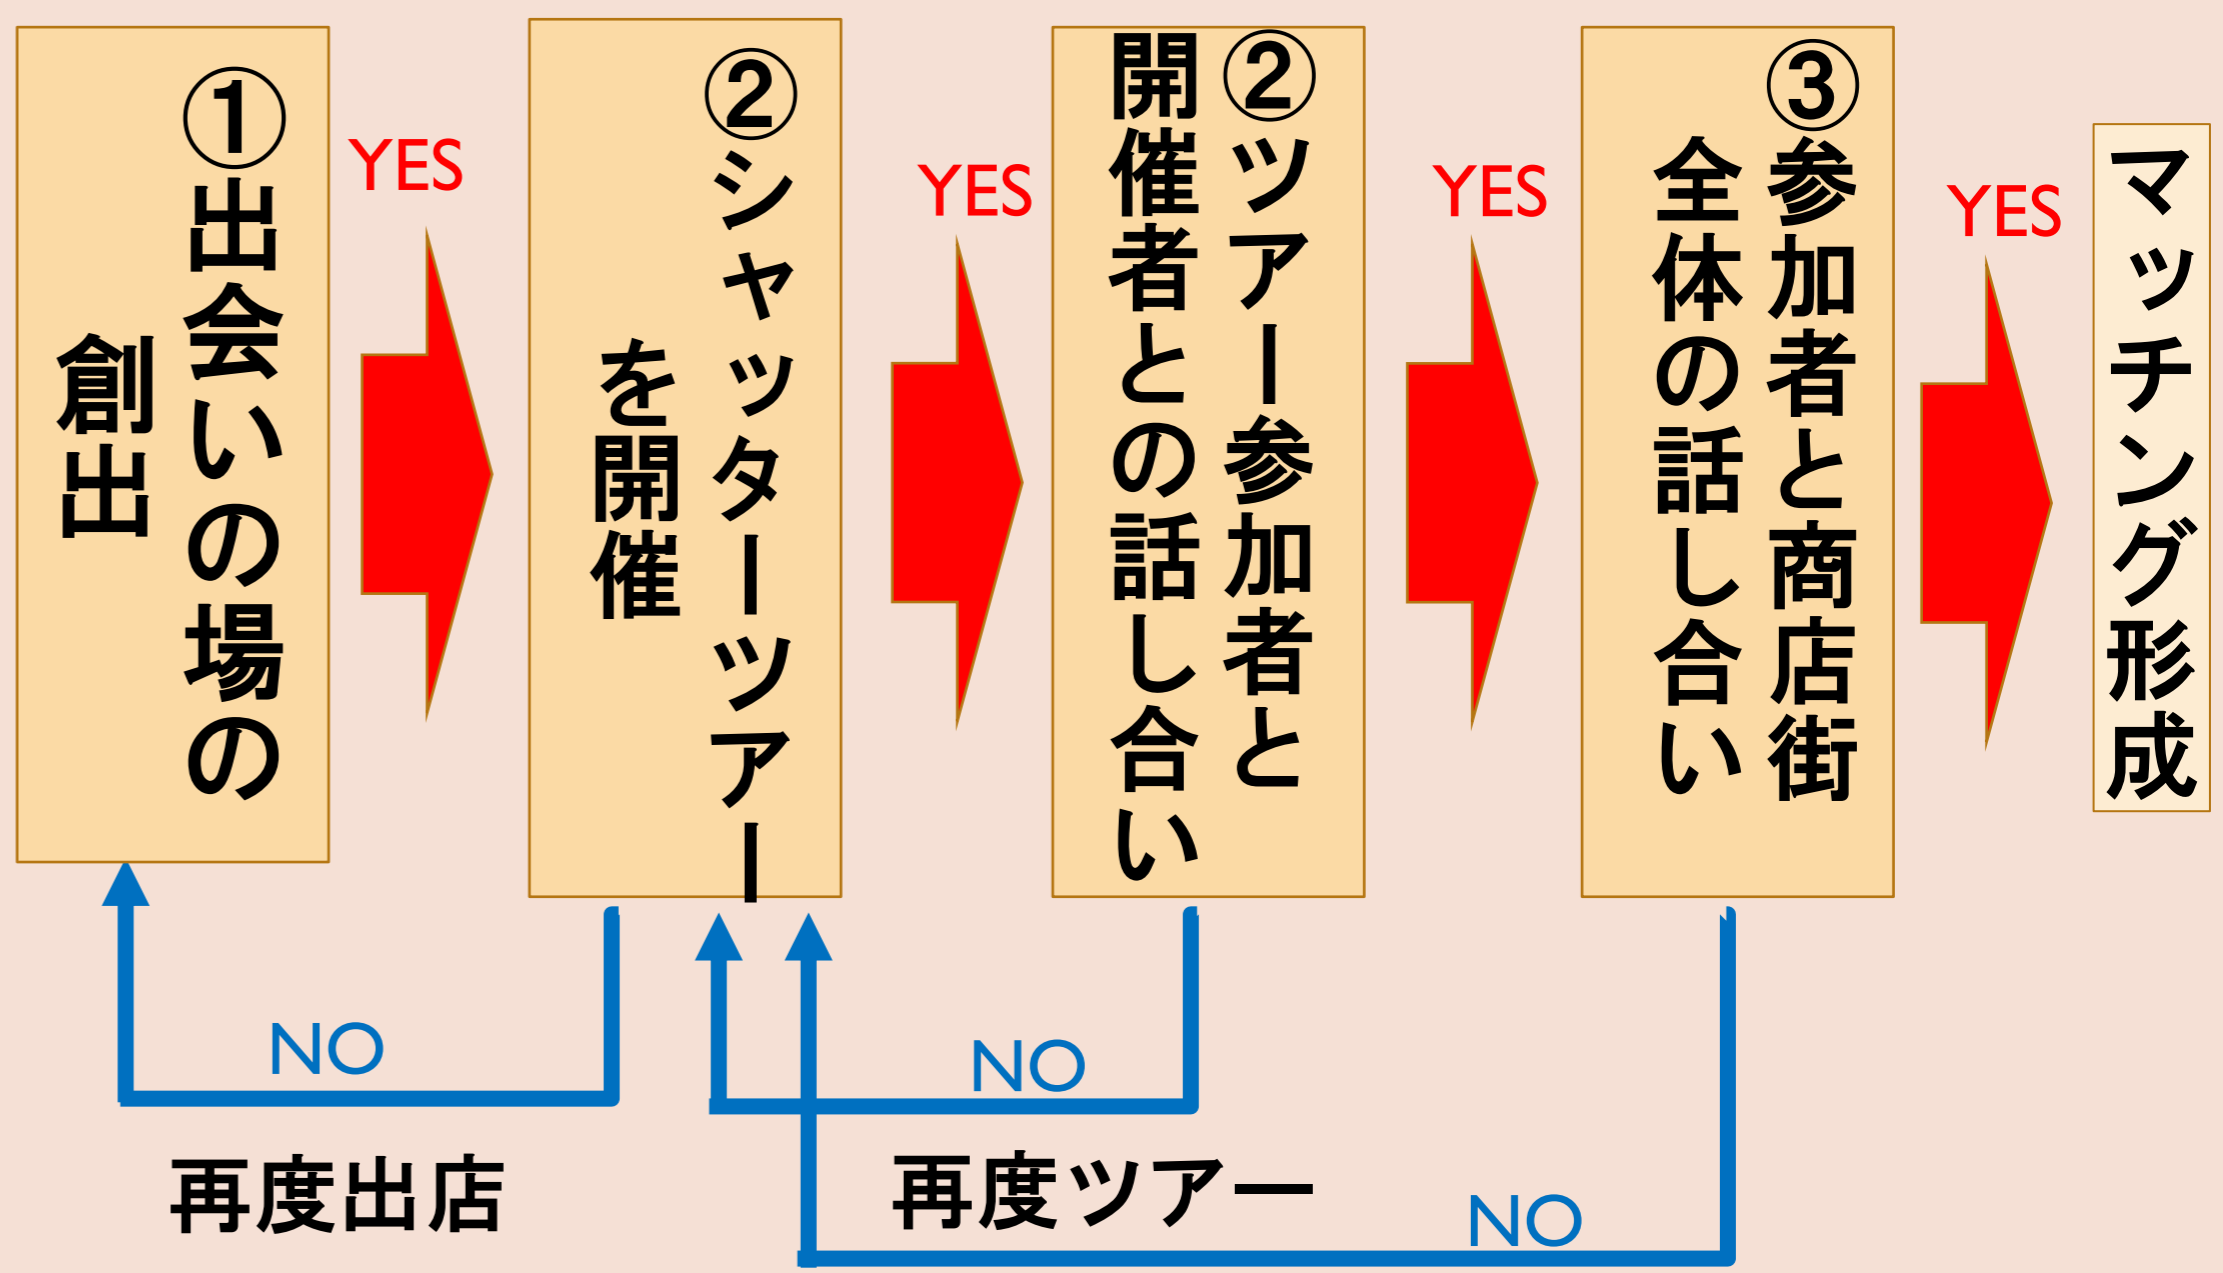 ①出会いの場の
創出
YES
②シャッターツアー
を開催
YES
②ツアー参加者と
開催者との話し合い
YES
③参加者と商店街
全体の話し合い
YES
マッチング形成
NO
再度出店
NO
再度ツアー
NO